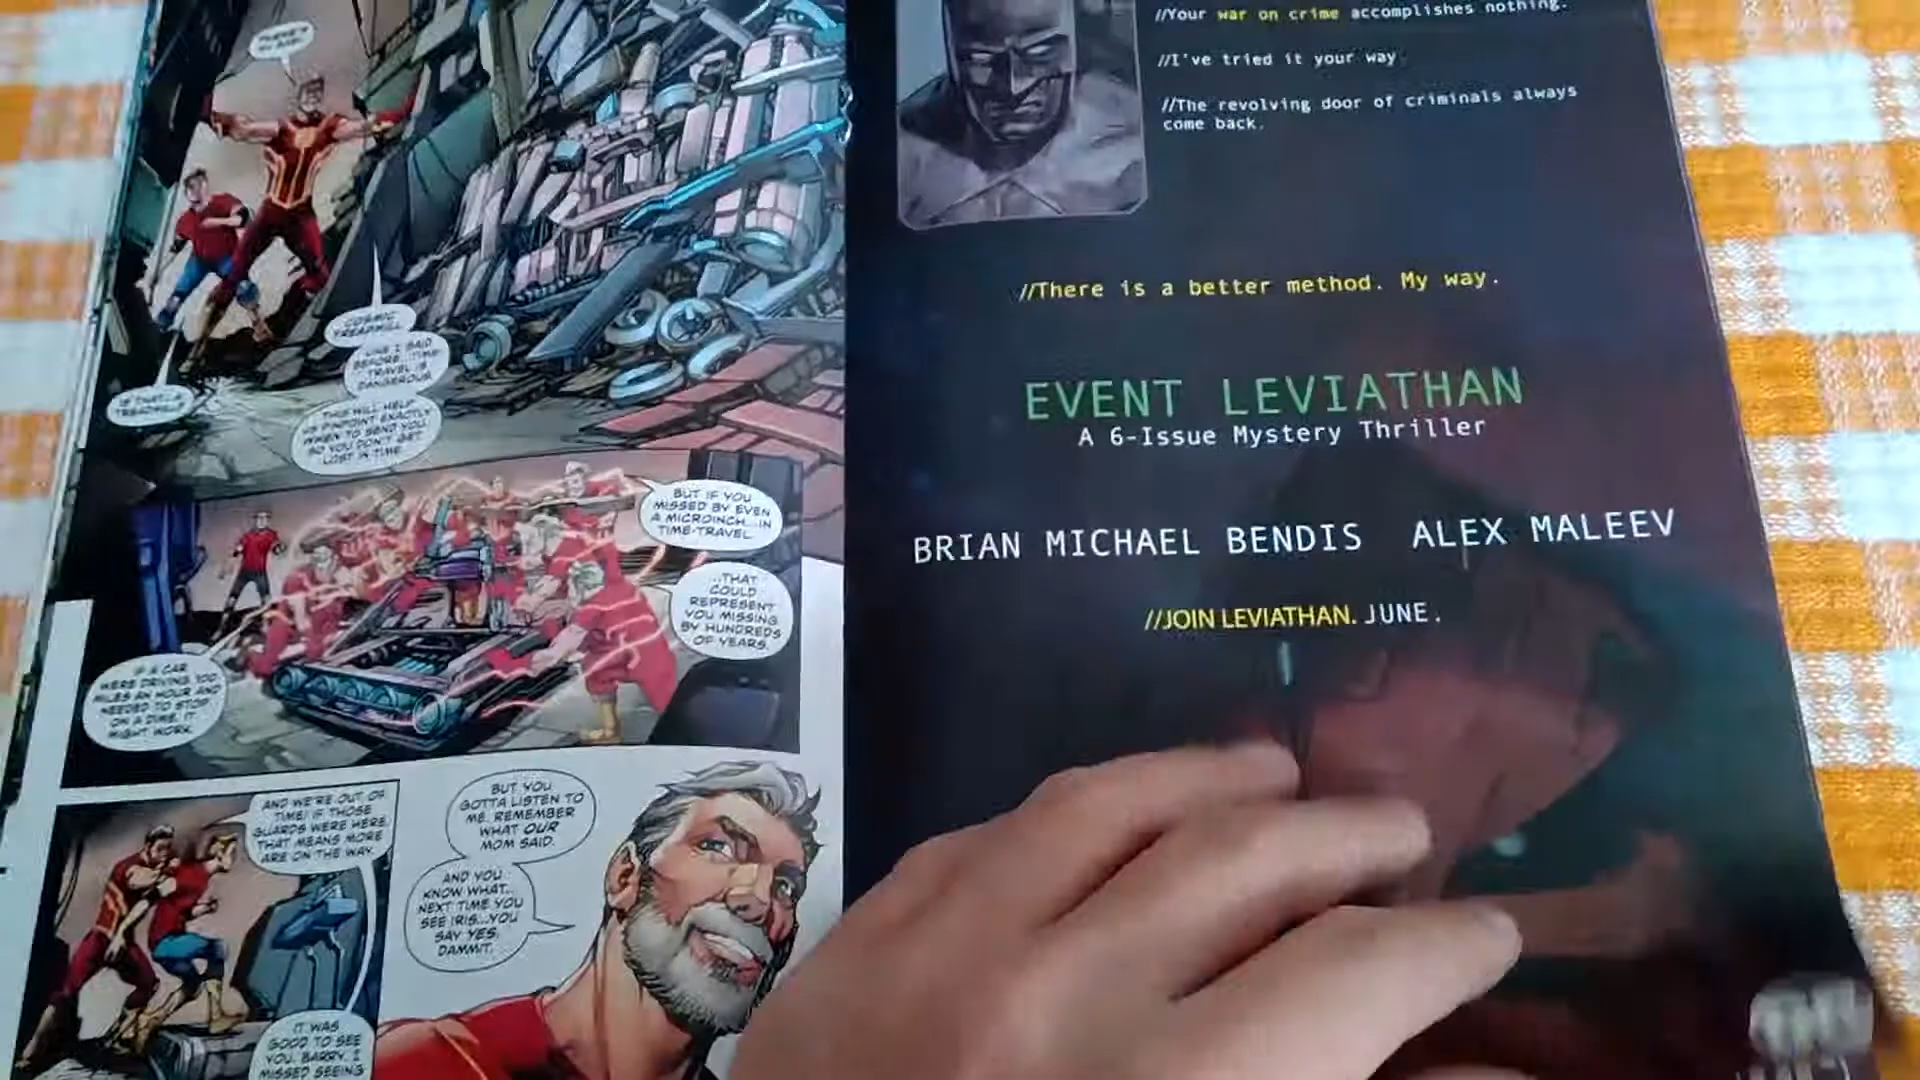 THERE'S
IS THAT A
TREADMILL?
COSMIC
TREADMILL.
LIKE I SAID
BEFORE...TIME-
TRAVEL IS
DANGEROUS.
THIS WILL HELP
US PINPOINT EXACTLY
WHEN TO SEND YOU
SO YOU DON'T GET
LOST IN TIME.
BUT IF YOU
MISSED BY EVEN
A MICROINCH...IN
TIME-TRAVEL
...THAT
COULD
REPRESENT
YOU MISSING
BY HUNDREDS
OF YEARS.
IF A CAR
WERE DRIVING 100
MILES AN HOUR AND
NEEDED TO STOP
ON A DIME, IT
MIGHT WORK.
AND WE'RE OUT OF
TIME! IF THOSE
GUARDS WERE HERE,
THAT MEANS MORE
ARE ON THE WAY.
BUT YOU
GOTTA LISTEN TO
ME. REMEMBER
WHAT OUR
MOM SAID.
AND YOU
KNOW WHAT...
NEXT TIME YOU
SEE IRIS...YOU
SAY YES,
DAMMIT.
IT WAS
GOOD TO SEE
YOU, BARRY. I
MISSED SEEING
//Your war on crime accomplishes nothing.
//I've tried it your way.
//The revolving door of criminals always
come back.
//There is a better method. My way.
EVENT LEVIATHAN
A 6-Issue Mystery Thriller
BRIAN MICHAEL BENDIS ALEX MALEEV
//JOIN LEVIATHAN. JUNE.